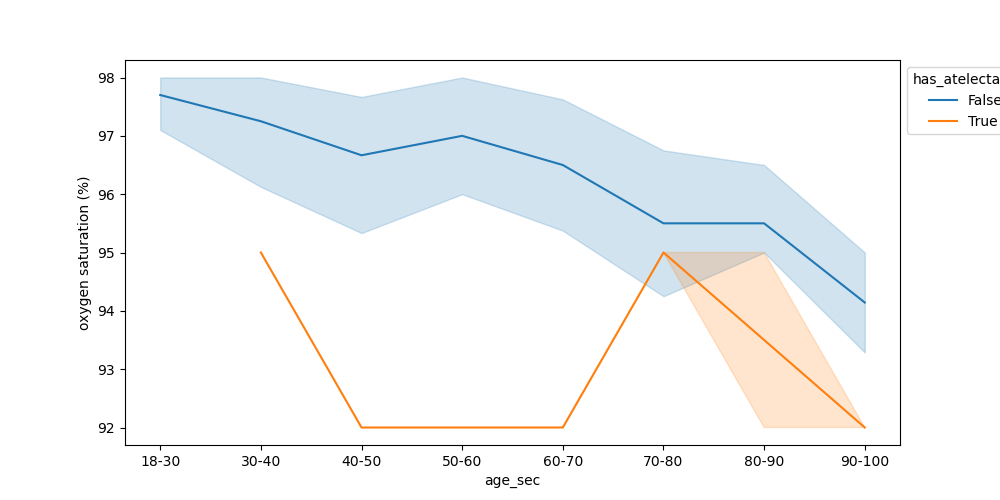 98
97
96
95
94
93
92
oxygen saturation (%)
18-30 30-40 40-50 50-60 60-70 70-80 80-90 90-100
age_sec
has_atelecta
False
True